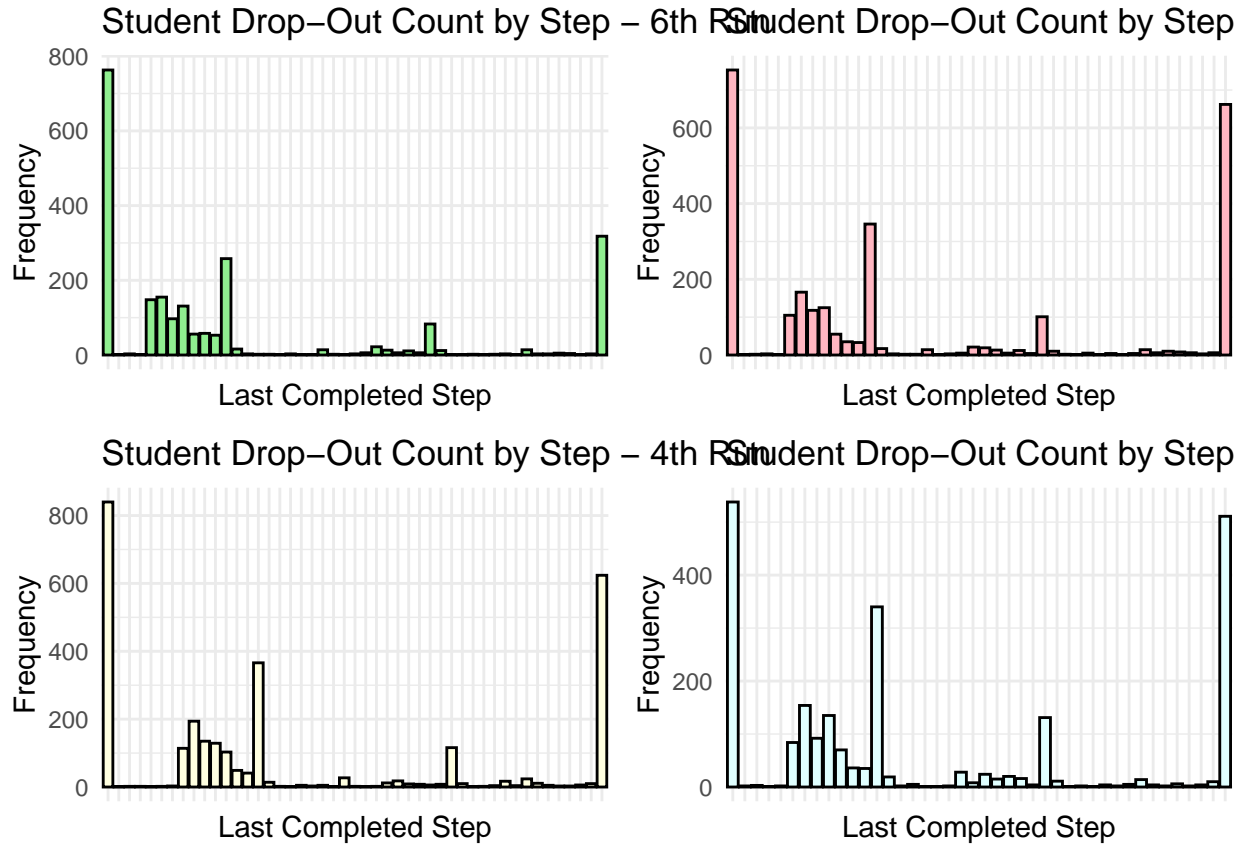 Student Drop−Out Count by Step − 6th Run
Frequency
800
600
400
200
0
Last Completed Step
Student Drop−Out Count by Step
Frequency
600
400
200
0
Last Completed Step
Student Drop−Out Count by Step − 4th Run
Frequency
800
600
400
200
0
Last Completed Step
Student Drop−Out Count by Step
Frequency
400
200
0
Last Completed Step